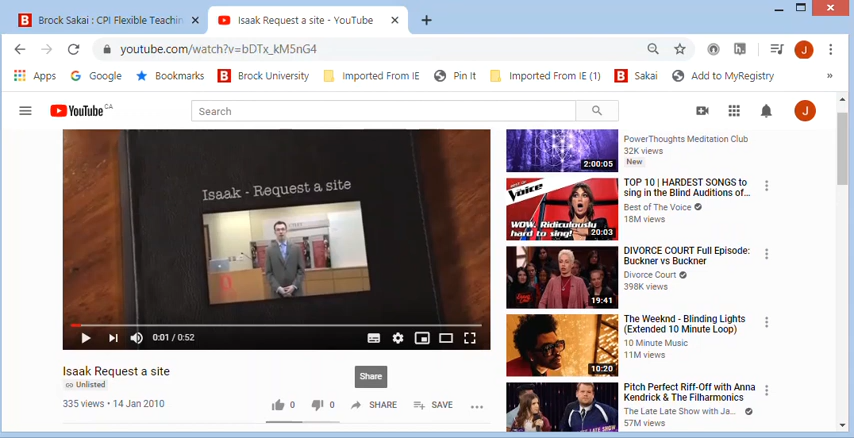 Brock Sakai : CPI Flexible Teachin
Isaak Request a site - YouTube
youtube.com/watch?v=bDTx_kM5nG4
J
Apps
Google
Bookmarks
Brock University
Imported From IE
Pin It
Imported From IE (1)
Sakai
Add to MyRegistry
»
YouTube CA
Search
J
Isaak - Request a site
0:01 / 0:52
Isaak Request a site
Unlisted
Share
335 views • 14 Jan 2010
0
0
SHARE
SAVE
PowerThoughts Meditation Club
32K views
New
2:00:05
TOP 10 | HARDEST SONGS to
sing in the Blind Auditions of...
Best of The Voice
18M views
Voice
WOW. Ridiculously
hard to sing!
20:03
DIVORCE COURT Full Episode:
Buckner vs Buckner
Divorce Court
398K views
19:41
The Weeknd - Blinding Lights
(Extended 10 Minute Loop)
10 Minute Music
11M views
10:20
Pitch Perfect Riff-Off with Anna
Kendrick & The Filharmonics
The Late Late Show with Ja...
57M views